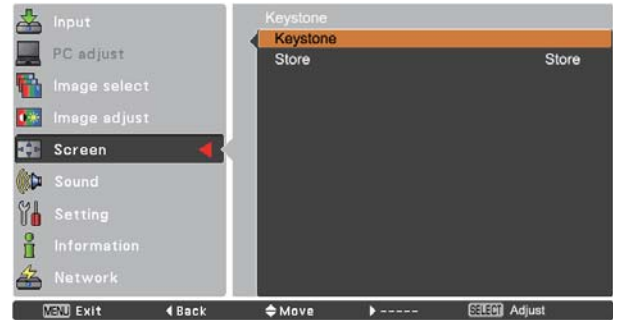 Input
PC adjust
Image select
Image adjust
Screen
Sound
Setting
Information
Network
Keystone
Keystone
Store Store
MENU Exit Back Move ----- SELECT Adjust